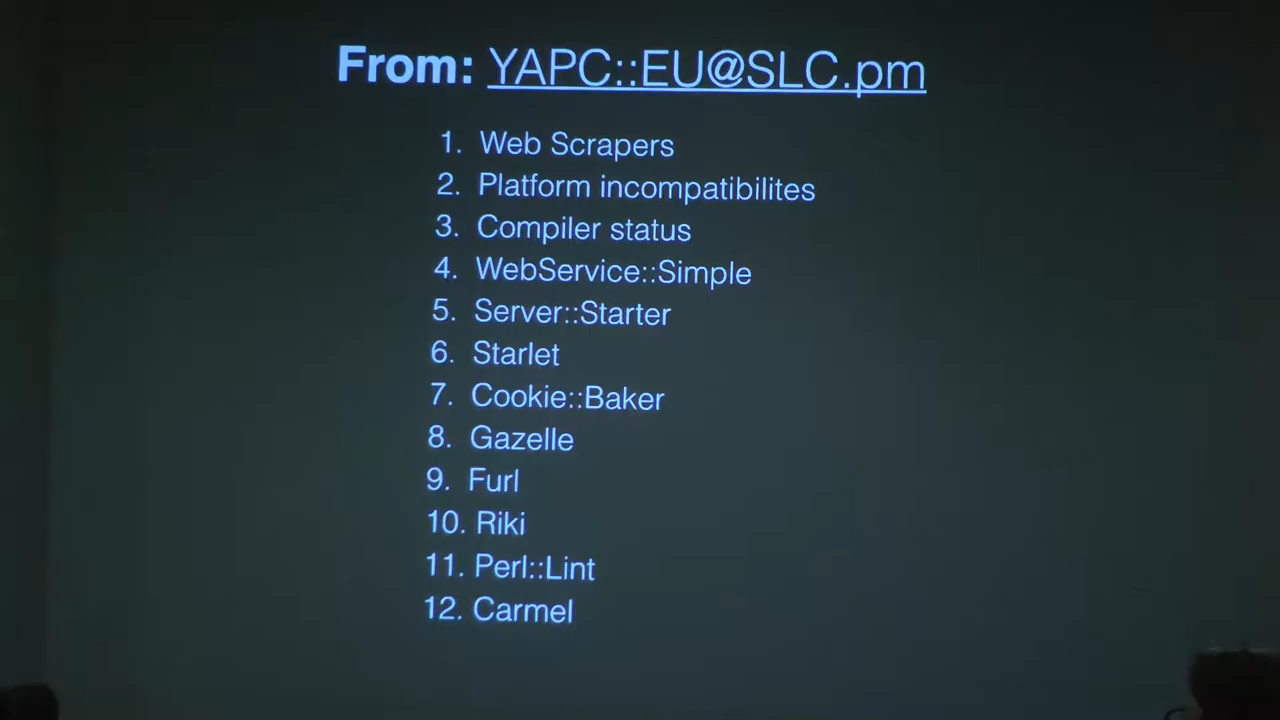 From: YAPC::EU@SLC.pm
1. Web Scrapers
2. Platform incompatibilites
3. Compiler status
4. WebService::Simple
5. Server::Starter
6. Starlet
7. Cookie::Baker
8. Gazelle
9. Furl
10. Riki
11. Perl::Lint
12. Carmel